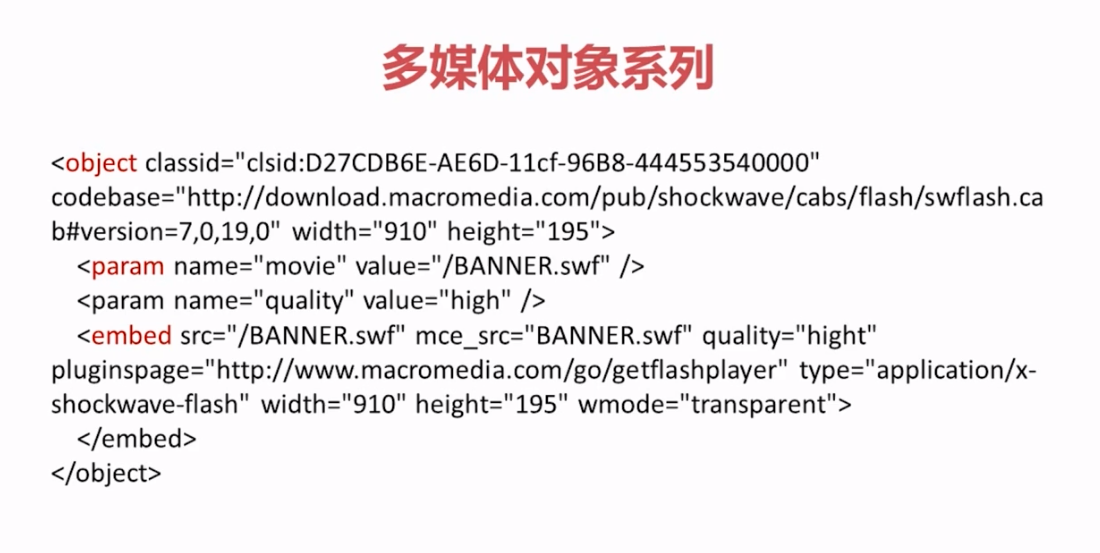 多媒体对象系列
<object classid="clsid:D27CDB6E-AE6D-11cf-96B8-444553540000"
codebase="http://download.macromedia.com/pub/shockwave/cabs/flash/swflash.ca
b#version=7,0,19,0" width="910" height="195">
<param name="movie" value="/BANNER.swf" />
<param name="quality" value="high" />
<embed src="/BANNER.swf" mce_src="BANNER.swf" quality="hight"
pluginspage="http://www.macromedia.com/go/getflashplayer" type="application/x-
shockwave-flash" width="910" height="195" wmode="transparent">
</embed>
</object>